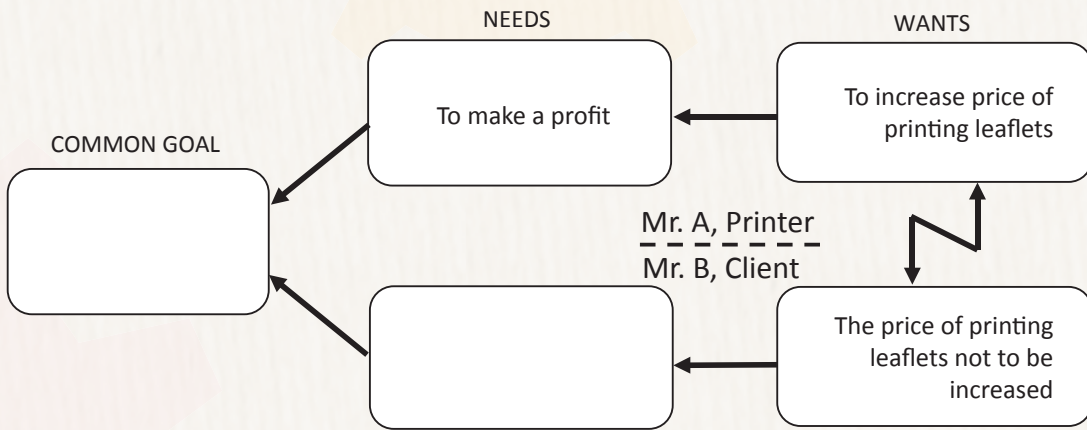 NEEDS
WANTS
To make a profit
To increase price of
printing leaflets
COMMON GOAL
Mr. A, Printer
Mr. B, Client
The price of printing
leaflets not to be
increased